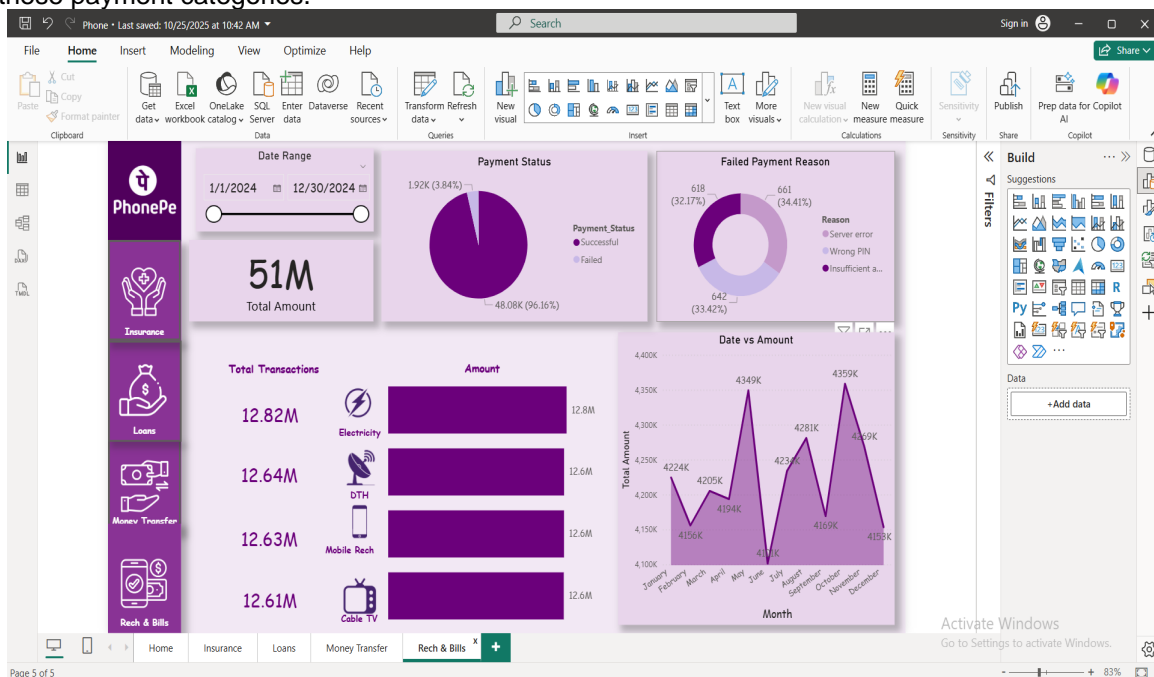 these payment categories.
Phone • Last saved: 10/25/2025 at 10:42 AM
Search
Sign in
File Home Insert Modeling View Optimize Help
Share
Paste
Cut
Copy
Format painter
Clipboard
Get data
Excel workbook
OneLake catalog
SQL Server
Enter data
Dataverse
Recent sources
Data
Transform data
Refresh
Queries
New visual
Text box
More visuals
Insert
New visual calculation
New measure
Quick measure
Calculations
Sensitivity
Sensitivity
Publish
Share
Prep data for AI
Copilot
Copilot
DAX
TMDL
पे
PhonePe
Insurance
Loans
Money Transfer
Rech & Bills
Date Range
1/1/2024 12/30/2024
51M
Total Amount
Payment Status
1.92K (3.84%)
48.08K (96.16%)
Payment_Status
Successful
Failed
Failed Payment Reason
618
(32.17%)
661
(34.41%)
642
(33.42%)
Reason
Server error
Wrong PIN
Insufficient a...
Total Transactions Amount
12.82M Electricity 12.8M
12.64M DTH 12.6M
12.63M Mobile Rech 12.6M
12.61M Cable TV 12.6M
Date vs Amount
Total Amount
4,400K
4,350K
4,300K
4,250K
4,200K
4,150K
4,100K
4224K
4156K
4205K
4194K
4349K
4281K
4169K
4359K
4269K
4153K
January
February
March
April
May
June
July
August
September
October
November
December
Month
Filters
Build
Suggestions
123
R
Py
Data
+Add data
Activate Windows
Go to Settings to activate Windows.
Home Insurance Loans Money Transfer Rech & Bills x +
Page 5 of 5
- + 83%